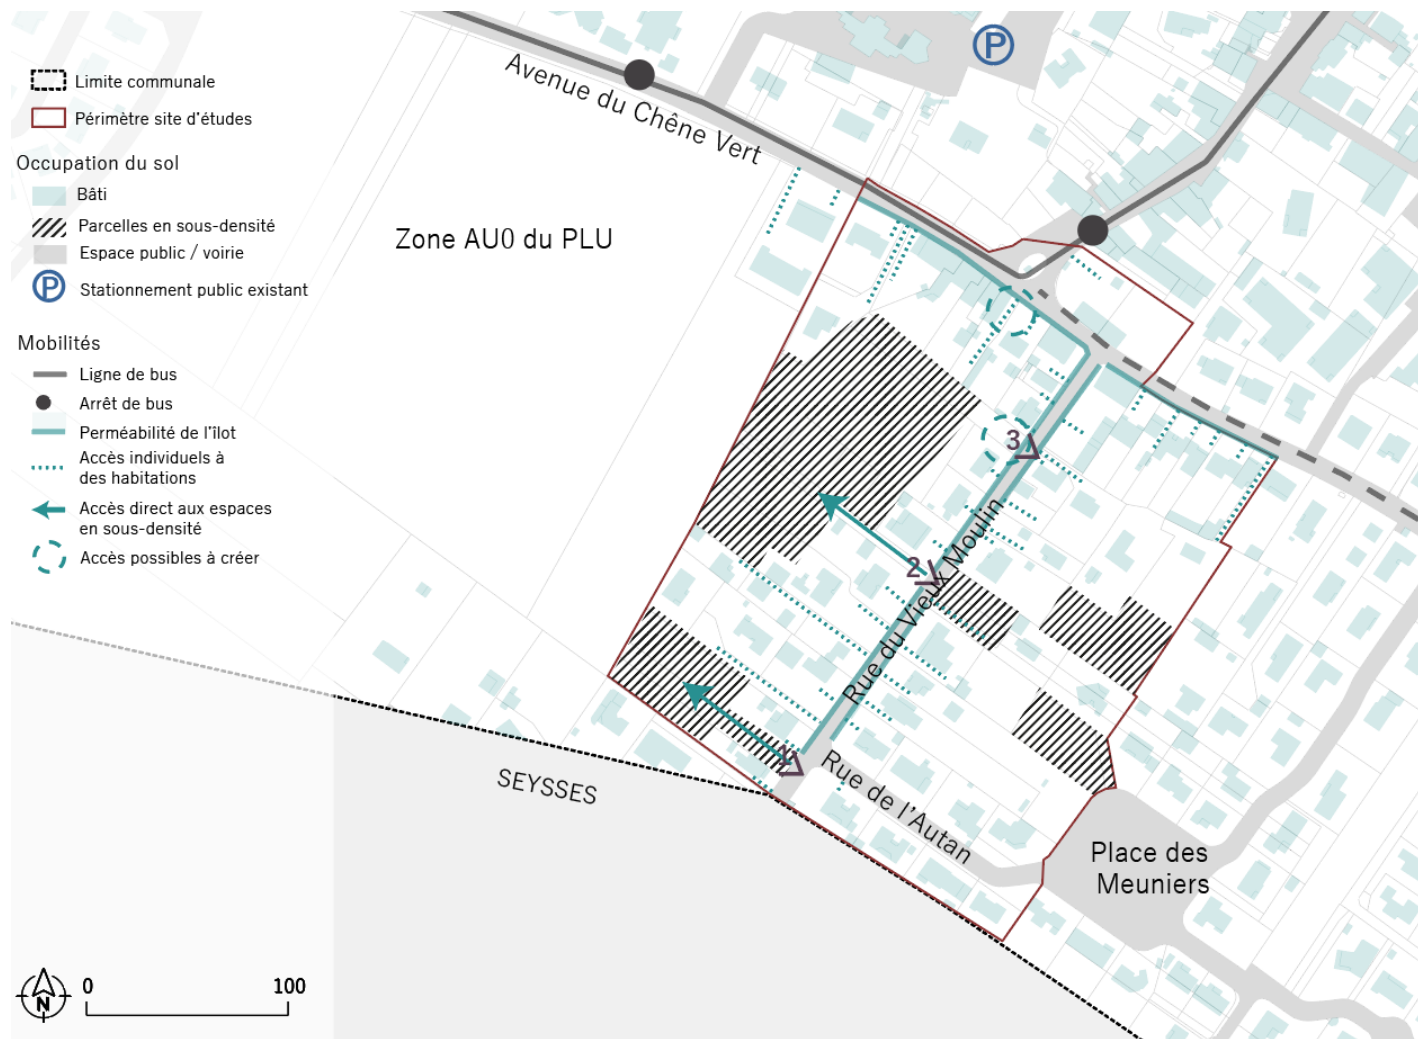 P
Avenue du Chêne Vert
Limite communale
Périmètre site d'études
Occupation du sol
Bâti
Parcelles en sous-densité
Espace public / voirie
P
Stationnement public existant
Zone AU0 du PLU
Mobilités
Ligne de bus
Arrêt de bus
Perméabilité de l'îlot
Accès individuels à
des habitations
Accès direct aux espaces
en sous-densité
Accès possibles à créer
3
2
Rue du Vieux Moulin
1
SEYSSES
Rue de l'Autan
Place des
Meuniers
N
0
100